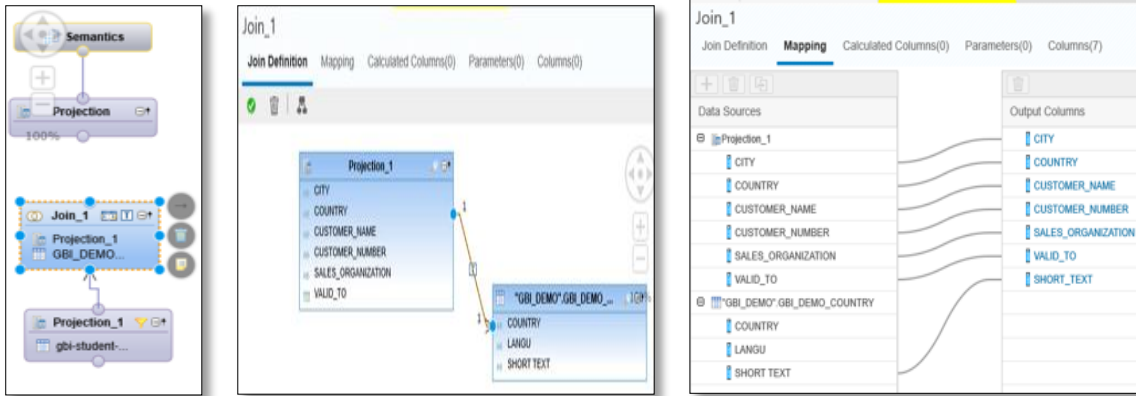 Semantics
Projection
100%
Join_1
Projection_1
GBI_DEMO...
Projection_1
gbi-student-...
Join_1
Join Definition Mapping Calculated Columns(0) Parameters(0) Columns(0)
Projection_1
CITY
COUNTRY
CUSTOMER_NAME
CUSTOMER_NUMBER
SALES_ORGANIZATION
VALID_TO
1
1
"GBI_DEMO".GBI_DEMO_...
COUNTRY
LANGU
SHORT TEXT
Join_1
Join Definition Mapping Calculated Columns(0) Parameters(0) Columns(7)
Data Sources
Projection_1
CITY
COUNTRY
CUSTOMER_NAME
CUSTOMER_NUMBER
SALES_ORGANIZATION
VALID_TO
"GBI_DEMO".GBI_DEMO_COUNTRY
COUNTRY
LANGU
SHORT TEXT
Output Columns
CITY
COUNTRY
CUSTOMER_NAME
CUSTOMER_NUMBER
SALES_ORGANIZATION
VALID_TO
SHORT_TEXT